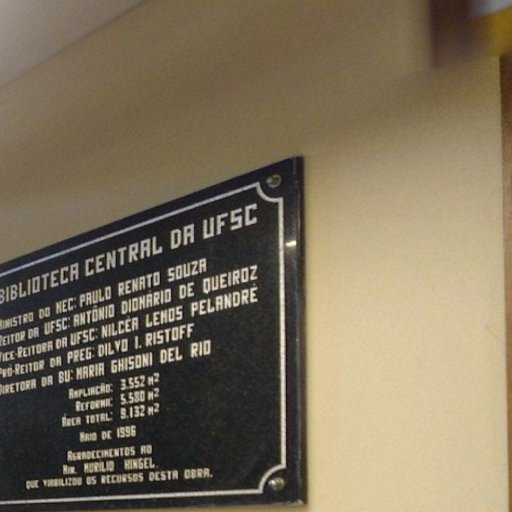 BIBLIOTECA CENTRAL DA UFSC
MINISTRO DO MEC: PAULO RENATO SOUZA
REITOR DA UFSC: ANTÔNIO DIOMÁRIO DE QUEIROZ
VICE-REITORA DA UFSC: NILCÉA LEMOS PELANDRÉ
PRÓ-REITOR DA PREG: DILVO I. RISTOFF
DIRETORA DA BU: MARIA GHISONI DEL RIO
AMPLIAÇÃO: 3.552 M²
REFORMA: 5.580 M²
ÁREA TOTAL: 9.132 M²
MAIO DE 1996
AGRADECIMENTOS AO
MIN. MURÍLIO HINGEL,
QUE VIABILIZOU OS RECURSOS DESTA OBRA.